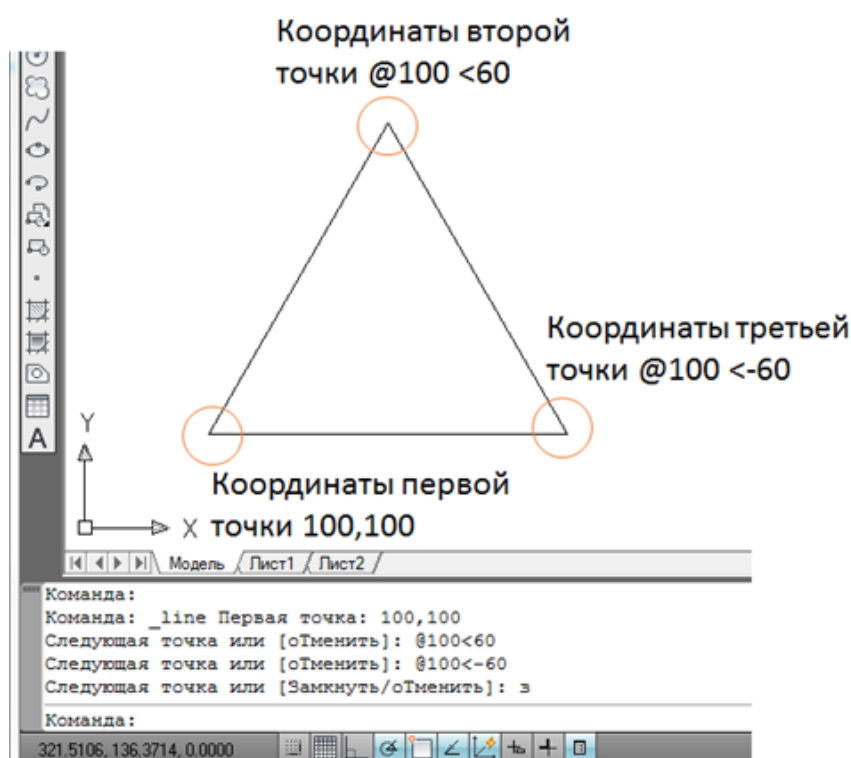 Координаты второй
точки @100 <60
Координаты третьей
точки @100 <-60
A
Y
Координаты первой
X точки 100,100
Модель / Лист1 / Лист2 /
Команда:
Команда: _line Первая точка: 100,100
Следующая точка или [оТменить]: @100<60
Следующая точка или [оТменить]: @100<-60
Следующая точка или [Замкнуть/оТменить]: з
Команда:
321.5106, 136.3714, 0.0000